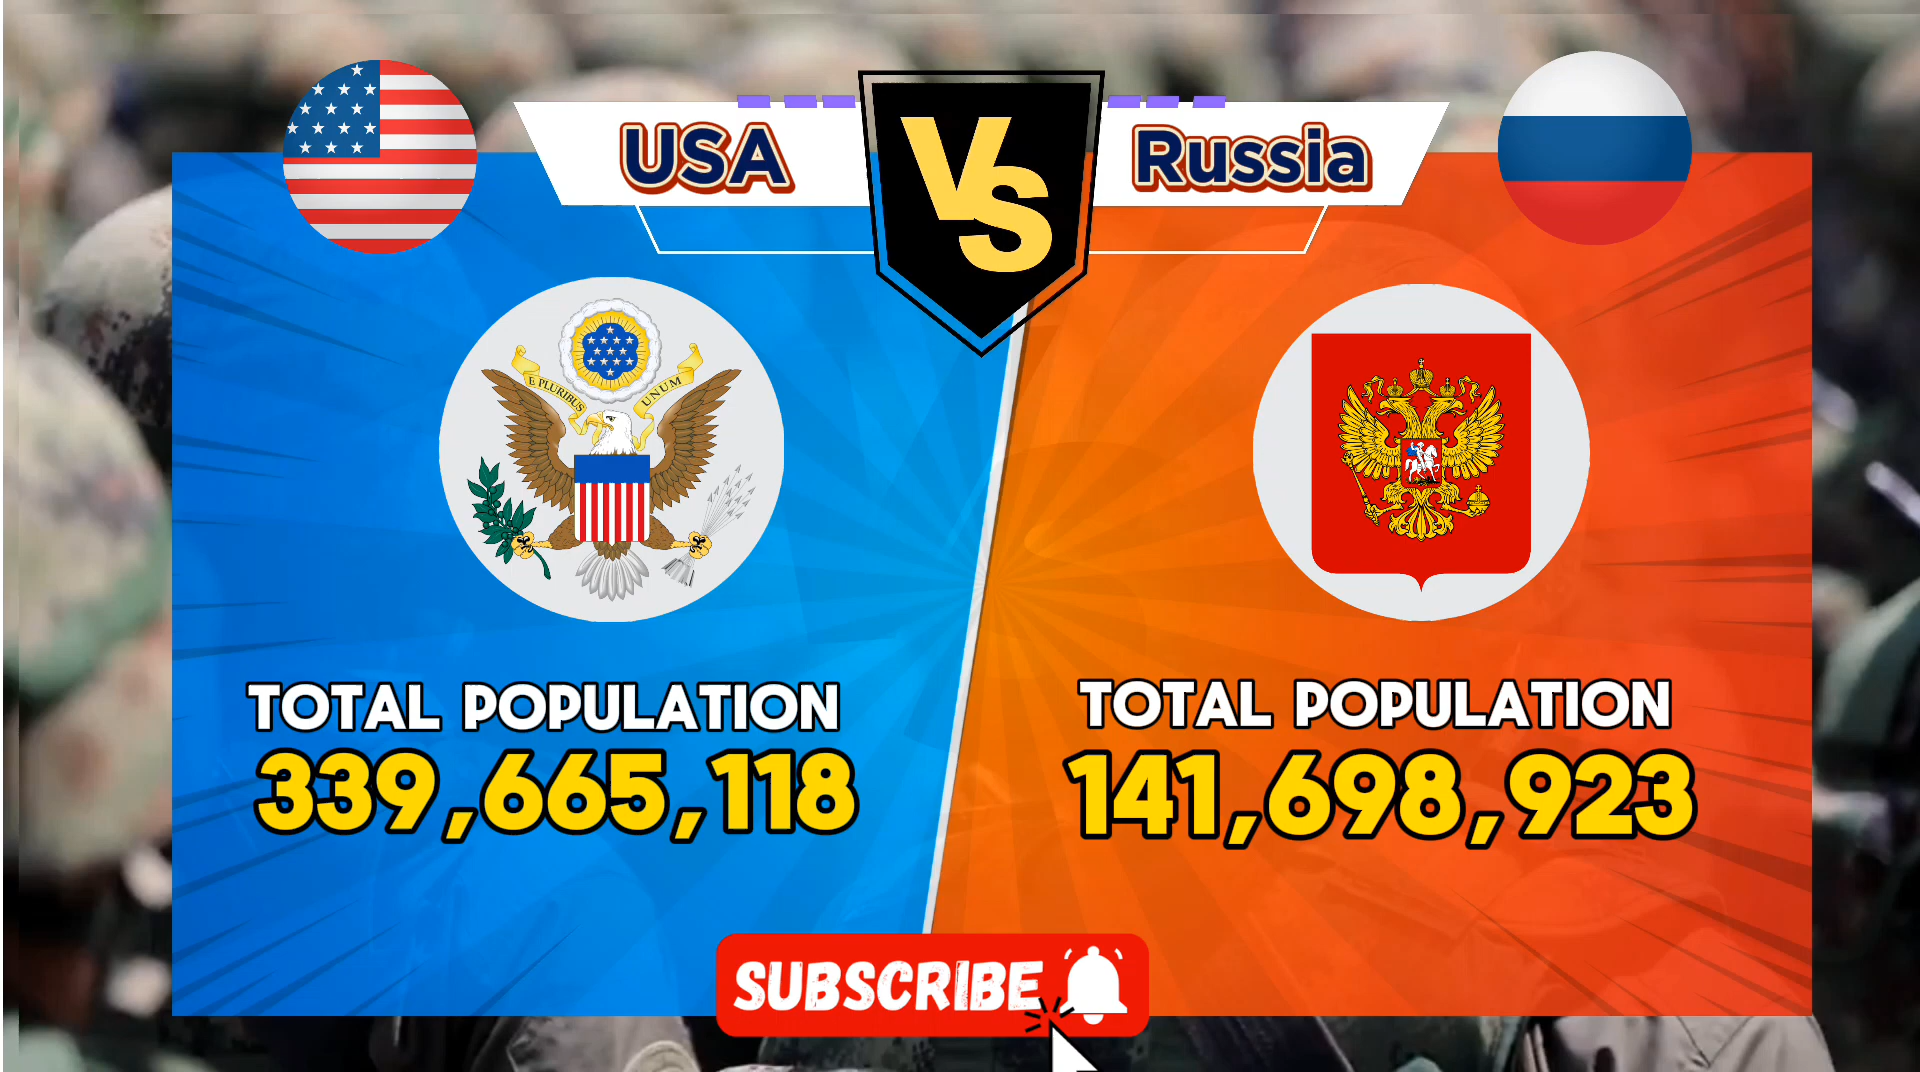 USA
VS
Russia
E PLURIBUS
UNUM
TOTAL POPULATION
339,665,118
TOTAL POPULATION
141,698,923
SUBSCRIBE